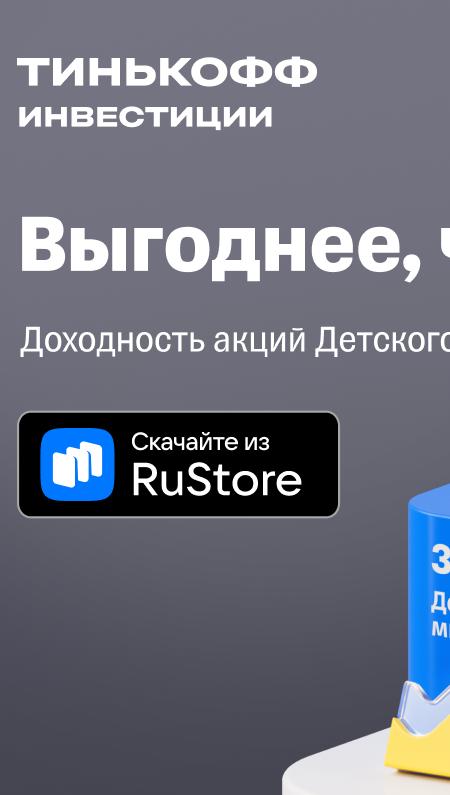 ТИНЬКОФФ
ИНВЕСТИЦИИ
Выгоднее,
Доходность акций Детского
Скачайте из
RuStore